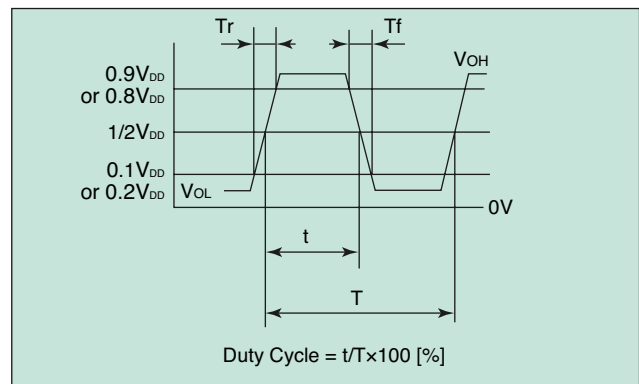 Tr
Tf
VOH
0.9VDD
or 0.8VDD
1/2VDD
0.1VDD
or 0.2VDD
VOL
0V
t
T
Duty Cycle = t/T×100 [%]